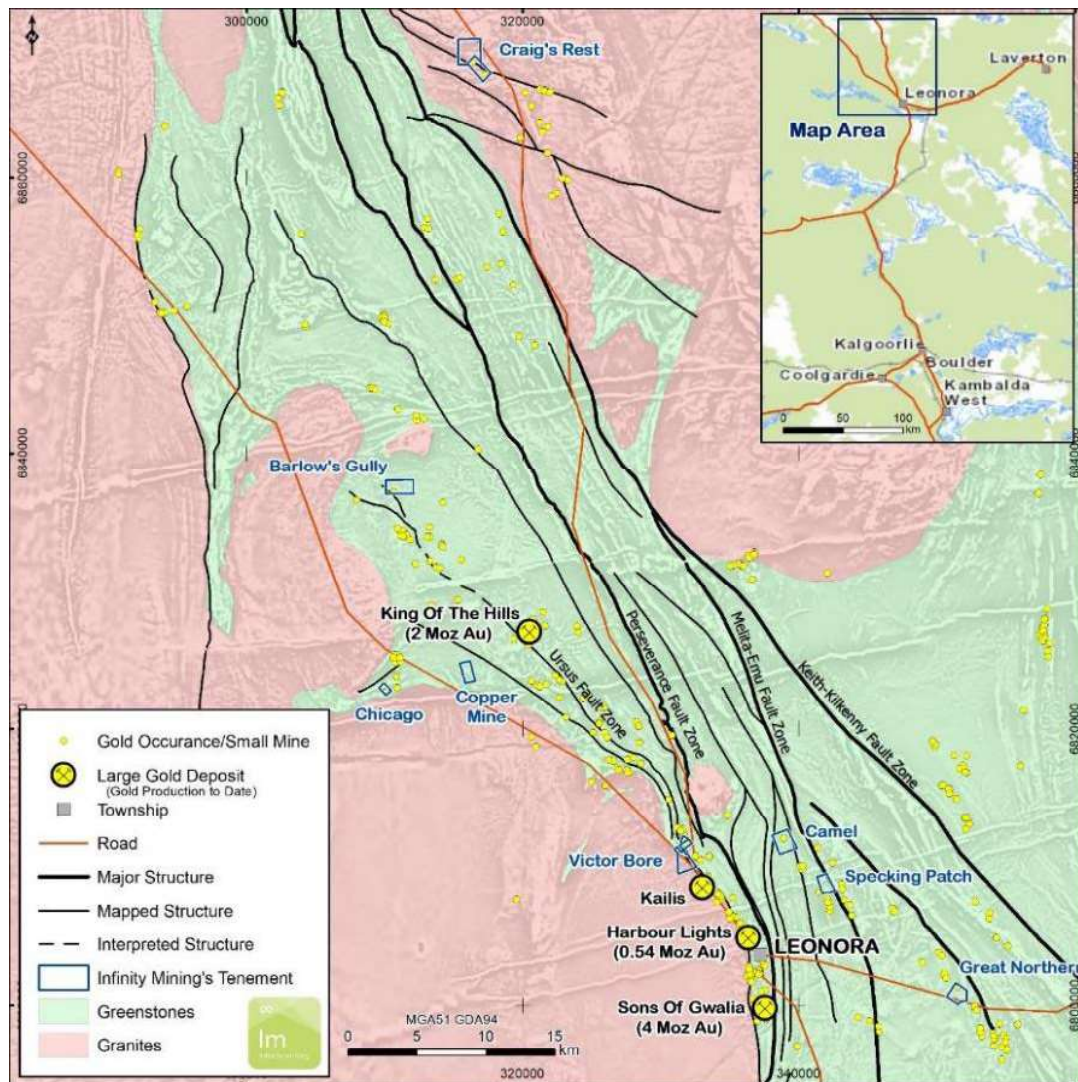 300000
320000
Craig's Rest
Laverton
Leonora
Map Area
6860000
Kalgoorlie
Boulder
Coolgardie
Kambalda
West
0 50 100
km
6840000
6840000
Barlow's Gully
King Of The Hills
(2 Moz Au)
Ursus Fault Zone
Perseverance Fault Zone
Melita-Emu Fault Zone
Keith-Kilkenny Fault Zone
Copper
Mine
Chicago
6820000
Gold Occurance/Small Mine
Large Gold Deposit
(Gold Production to Date)
Township
Road
Major Structure
Mapped Structure
Interpreted Structure
Infinity Mining's Tenement
Greenstones
Granites
Im
Camel
Victor Bore
Specking Patch
Kailis
Harbour Lights
(0.54 Moz Au)
LEONORA
Great Northern
Sons Of Gwalia
(4 Moz Au)
6800000
MGA51 GDA94
0 5 10 15
km
320000
340000